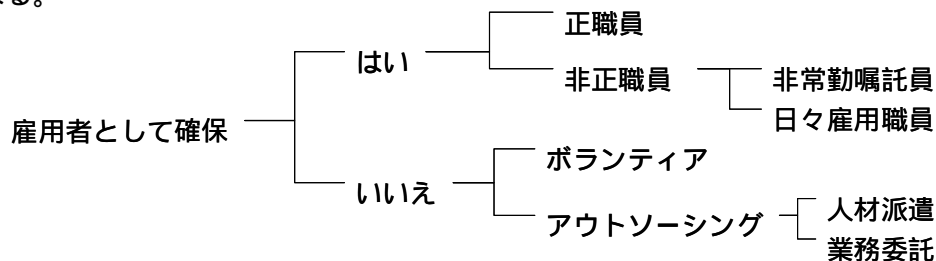 る。
雇用者として確保
はい
正職員
非正職員
非常勤嘱託員
日々雇用職員
いいえ
ボランティア
アウトソーシング
人材派遣
業務委託